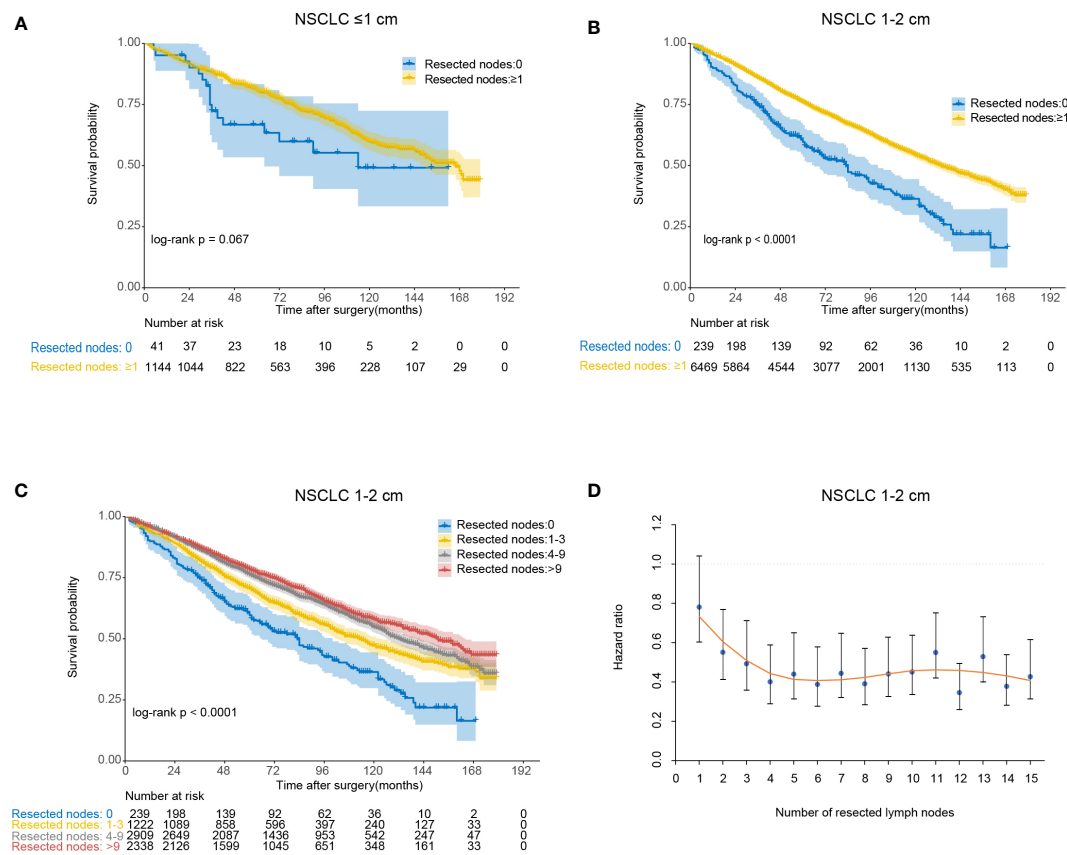 A
NSCLC ≤1 cm
Survival probability
1.00
0.75
0.50
0.25
0.00
Resected nodes:0
Resected nodes:≥1
log-rank p = 0.067
0 24 48 72 96 120 144 168 192
Time after surgery(months)
Number at risk
Resected nodes: 0 41 37 23 18 10 5 2 0 0
Resected nodes: ≥1 1144 1044 822 563 396 228 107 29 0
B
NSCLC 1-2 cm
Survival probability
1.00
0.75
0.50
0.25
0.00
Resected nodes:0
Resected nodes:≥1
log-rank p < 0.0001
0 24 48 72 96 120 144 168 192
Time after surgery(months)
Number at risk
Resected nodes: 0 239 198 139 92 62 36 10 2 0
Resected nodes: ≥1 6469 5864 4544 3077 2001 1130 535 113 0
C
NSCLC 1-2 cm
Survival probability
1.00
0.75
0.50
0.25
0.00
Resected nodes:0
Resected nodes:1-3
Resected nodes:4-9
Resected nodes:>9
log-rank p < 0.0001
0 24 48 72 96 120 144 168 192
Time after surgery(months)
Number at risk
Resected nodes: 0 239 198 139 92 62 36 10 2 0
Resected nodes: 1-3 1222 1089 858 596 397 240 127 33 0
Resected nodes: 4-9 2909 2649 2087 1436 953 542 247 47 0
Resected nodes: >9 2338 2126 1599 1045 651 348 161 33 0
D
NSCLC 1-2 cm
Hazard ratio
1.2
1.0
0.8
0.6
0.4
0.2
0.0
0 1 2 3 4 5 6 7 8 9 10 11 12 13 14 15
Number of resected lymph nodes